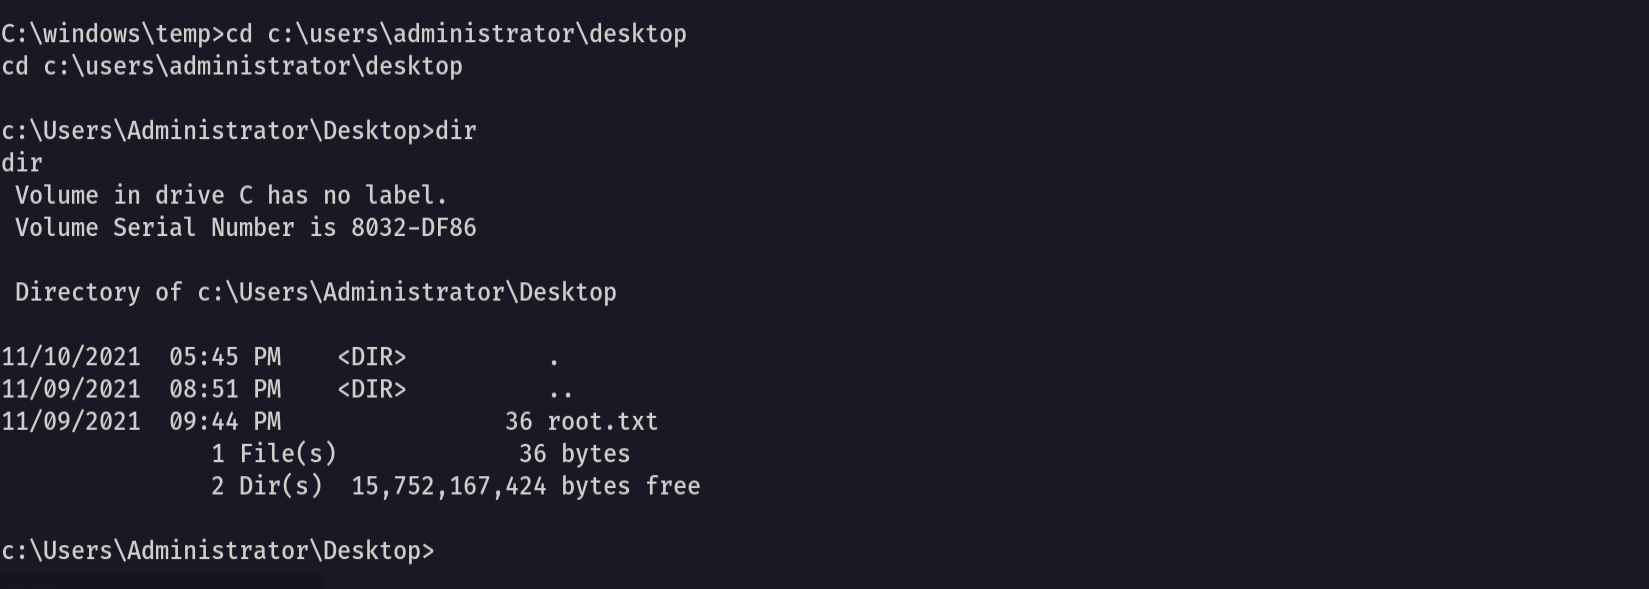 C:\windows\temp>cd c:\users\administrator\desktop
cd c:\users\administrator\desktop

c:\Users\Administrator\Desktop>dir
dir
 Volume in drive C has no label.
 Volume Serial Number is 8032-DF86

 Directory of c:\Users\Administrator\Desktop

11/10/2021  05:45 PM    <DIR>          .
11/09/2021  08:51 PM    <DIR>          ..
11/09/2021  09:44 PM                36 root.txt
               1 File(s)             36 bytes
               2 Dir(s)  15,752,167,424 bytes free

c:\Users\Administrator\Desktop>